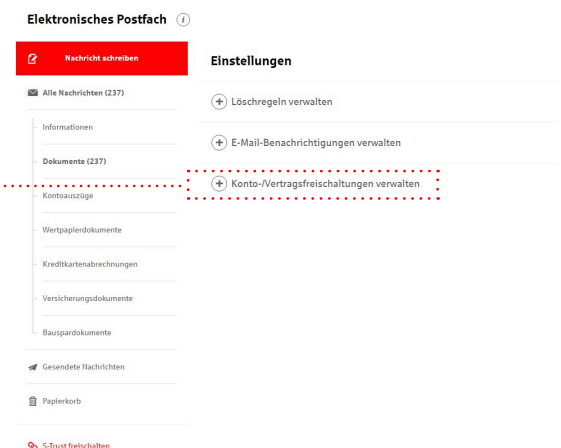 Elektronisches Postfach i
Nachricht schreiben
Alle Nachrichten (237)
Informationen
Dokumente (237)
Kontoauszüge
Wertpapierdokumente
Kreditkartenabrechnungen
Versicherungsdokumente
Bauspardokumente
Gesendete Nachrichten
Papierkorb
S-Trust freischalten
Einstellungen
Löschregeln verwalten
E-Mail-Benachrichtigungen verwalten
Konto-/Vertragsfreischaltungen verwalten